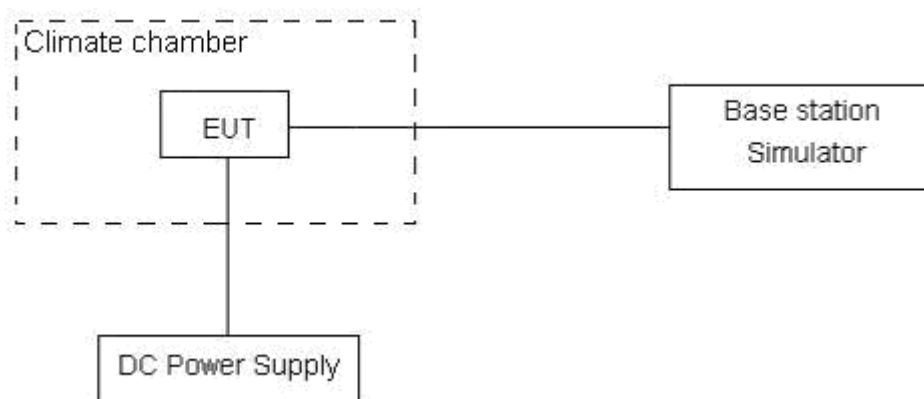 Climate chamber
EUT
Base station
Simulator
DC Power Supply